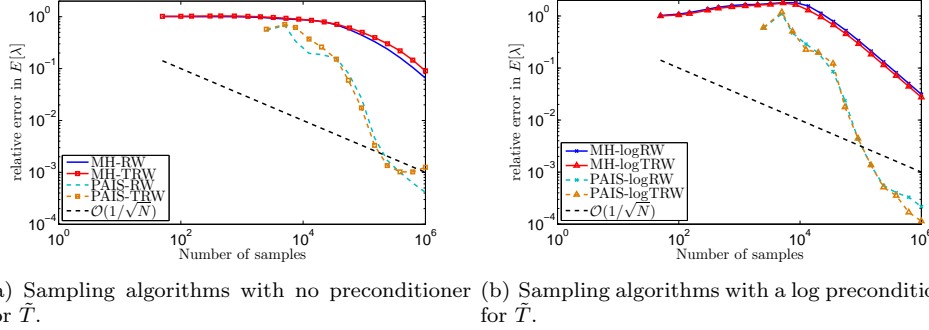 10^0
10^-1
10^-2
10^-3
10^-4
relative error in E[λ]
MH-RW
MH-TRW
PAIS-RW
PAIS-TRW
O(1/√N)
10^0 10^2 10^4 10^6
Number of samples
10^0
10^-1
10^-2
10^-3
10^-4
relative error in E[λ]
MH-logRW
MH-logTRW
PAIS-logRW
PAIS-logTRW
O(1/√N)
10^0 10^2 10^4 10^6
Number of samples
) Sampling algorithms with no preconditioner
or T̃.
(b) Sampling algorithms with a log preconditio
for T̃.